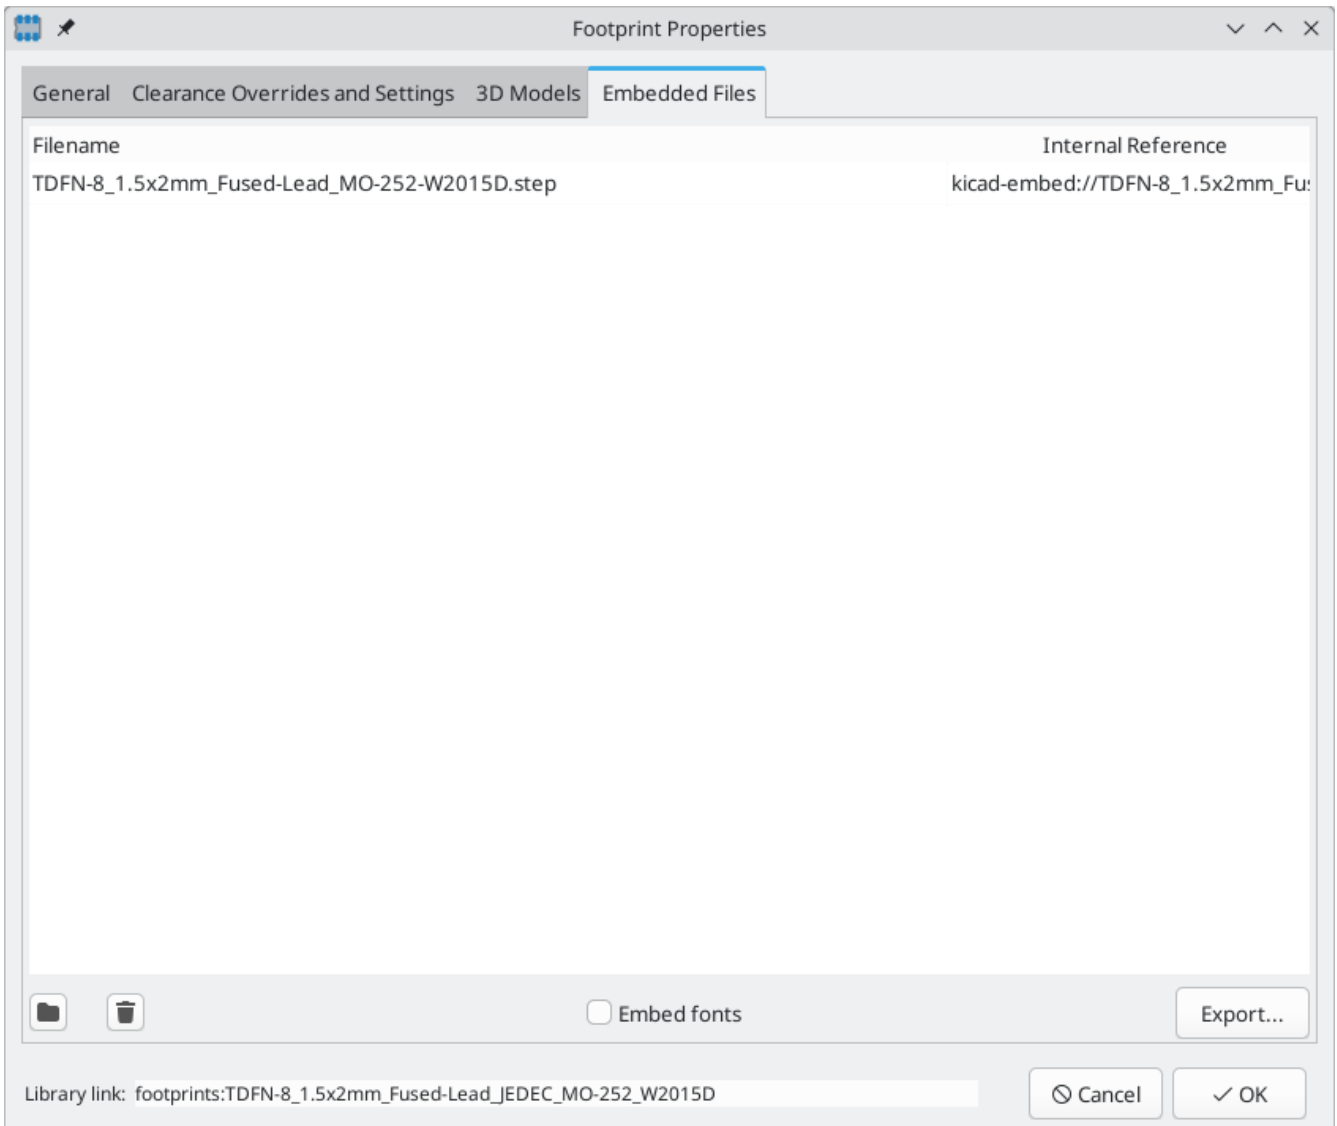 Footprint Properties
General Clearance Overrides and Settings 3D Models Embedded Files
Filename Internal Reference
TDFN-8_1.5x2mm_Fused-Lead_MO-252-W2015D.step kicad-embed://TDFN-8_1.5x2mm_Fus
Embed fonts Export...
Library link: footprints:TDFN-8_1.5x2mm_Fused-Lead_JEDEC_MO-252_W2015D Cancel OK